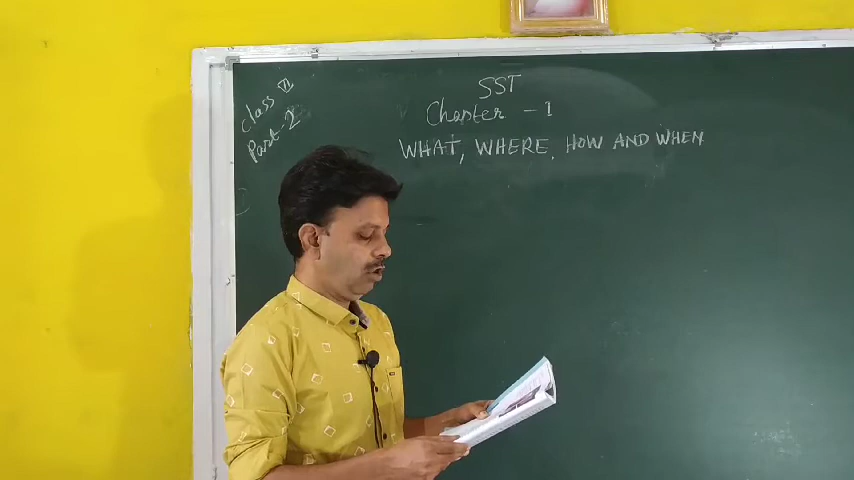 class VI
Part-2
SST
Chapter - 1
WHAT, WHERE, HOW AND WHEN